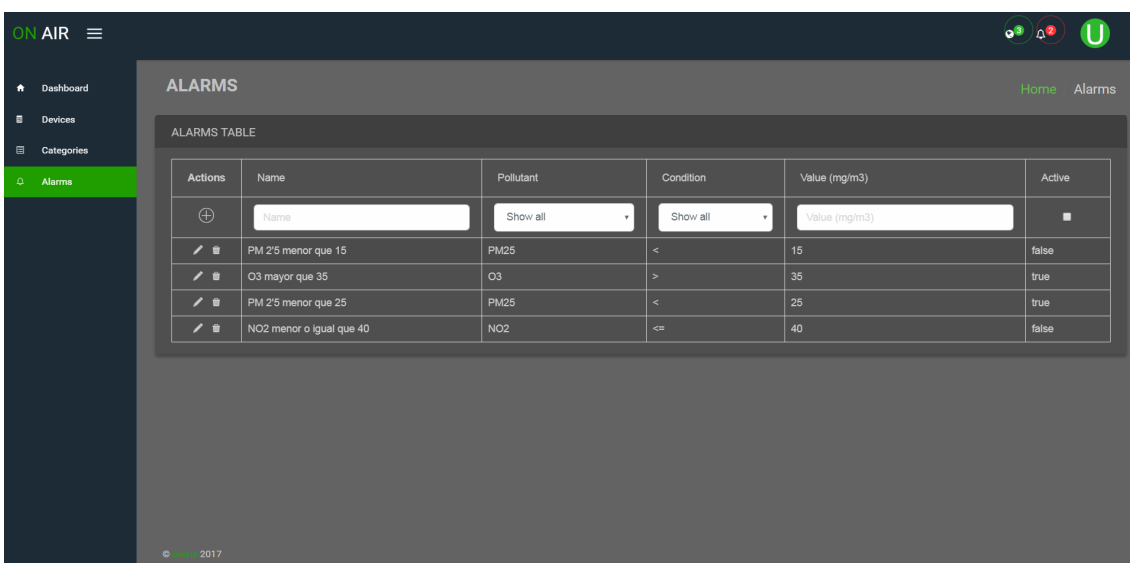 ON AIR 3 2 U
Dashboard
Devices
Categories
Alarms
ALARMS Home Alarms
ALARMS TABLE
Actions Name Pollutant Condition Value (mg/m3) Active
Name Show all Show all Value (mg/m3)
PM 2'5 menor que 15 PM25 < 15 false
O3 mayor que 35 O3 > 35 true
PM 2'5 menor que 25 PM25 < 25 true
NO2 menor o igual que 40 NO2 <= 40 false
© 2017